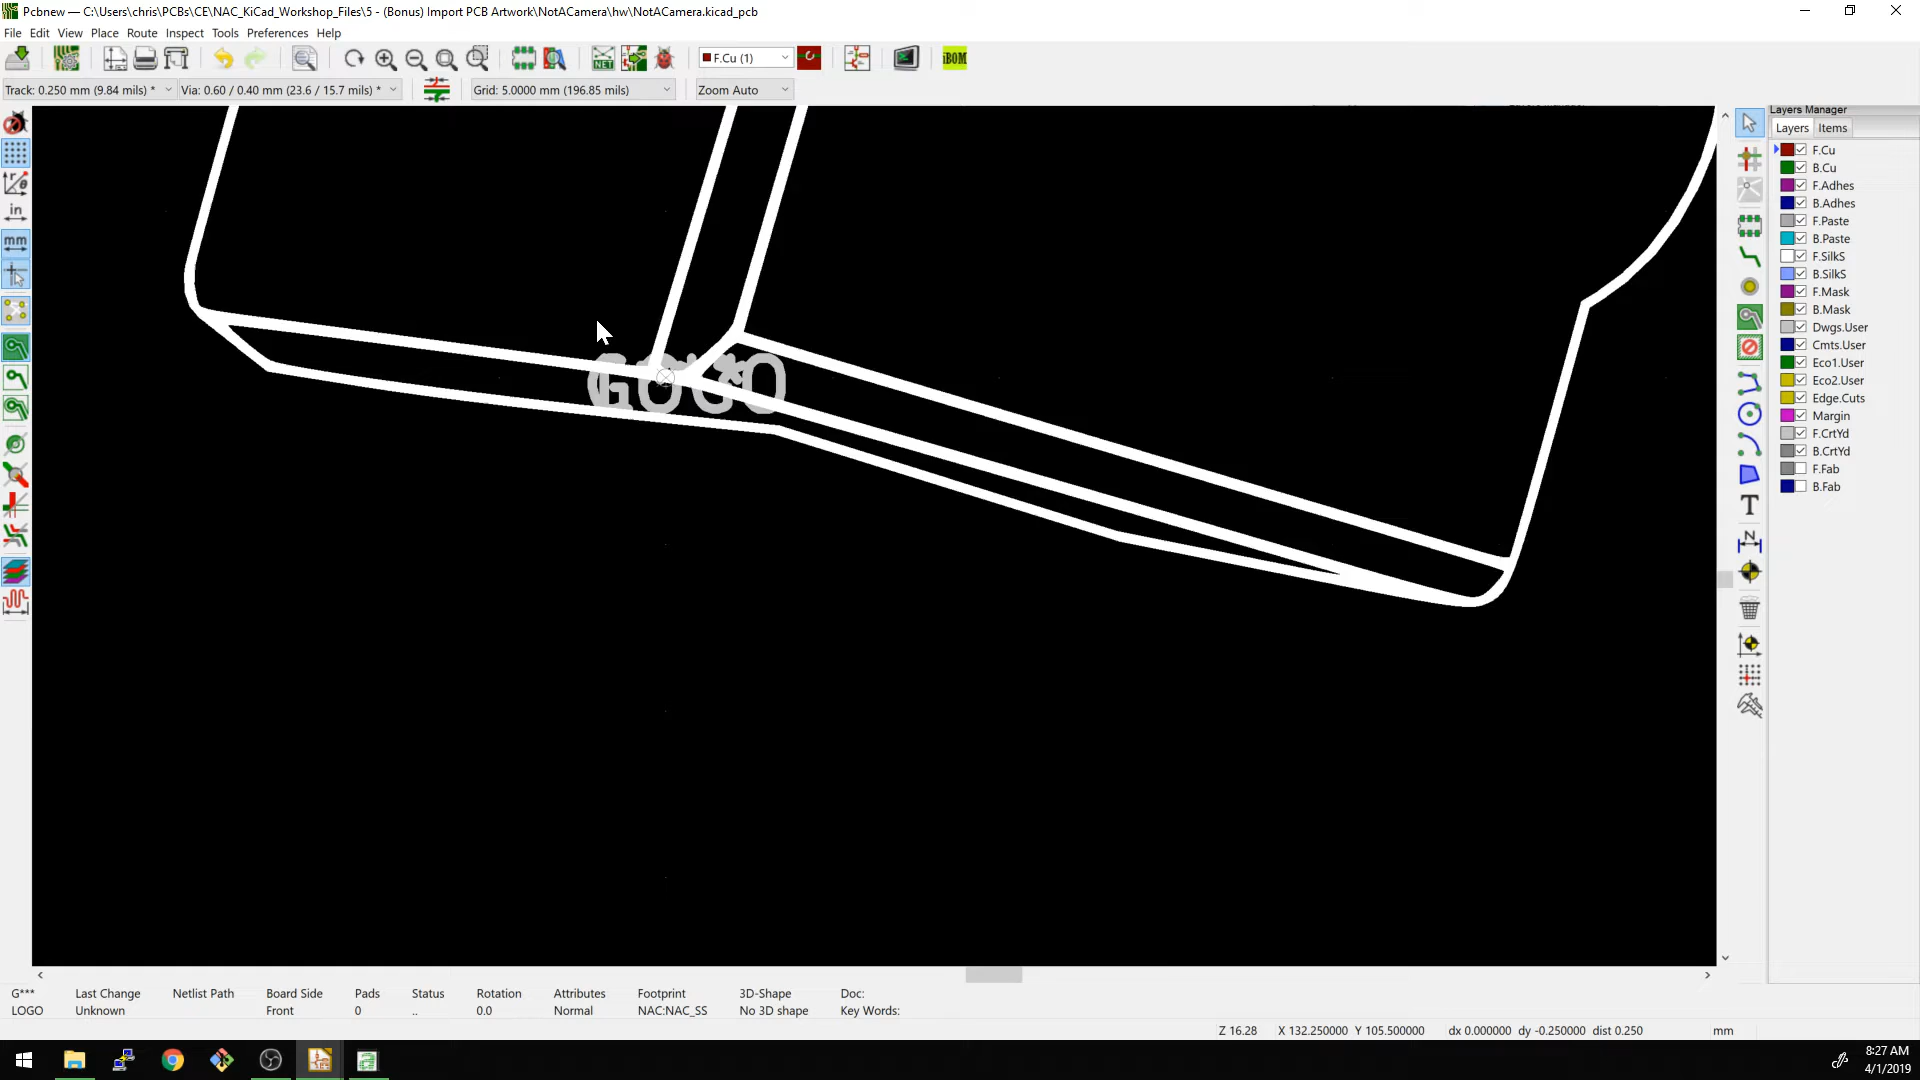 Pcbnew — C:\Users\chris\PCBs\CE\NAC_KiCad_Workshop_Files\5 - (Bonus) Import PCB Artwork\NotACamera\hw\NotACamera.kicad_pcb
File Edit View Place Route Inspect Tools Preferences Help
NET F.Cu (1) iBOM
Track: 0.250 mm (9.84 mils) * Via: 0.60 / 0.40 mm (23.6 / 15.7 mils) * Grid: 5.0000 mm (196.85 mils) Zoom Auto
Layers Manager
Layers Items
F.Cu
B.Cu
F.Adhes
B.Adhes
F.Paste
B.Paste
F.SilkS
B.SilkS
F.Mask
B.Mask
Dwgs.User
Cmts.User
Eco1.User
Eco2.User
Edge.Cuts
Margin
F.CrtYd
B.CrtYd
F.Fab
B.Fab
in
mm
T
N
G*** Last Change Netlist Path Board Side Pads Status Rotation Attributes Footprint 3D-Shape Doc:
LOGO Unknown Front 0 .. 0.0 Normal NAC:NAC_SS No 3D shape Key Words:
Z 16.28 X 132.250000 Y 105.500000 dx 0.000000 dy -0.250000 dist 0.250 mm
8:27 AM
4/1/2019